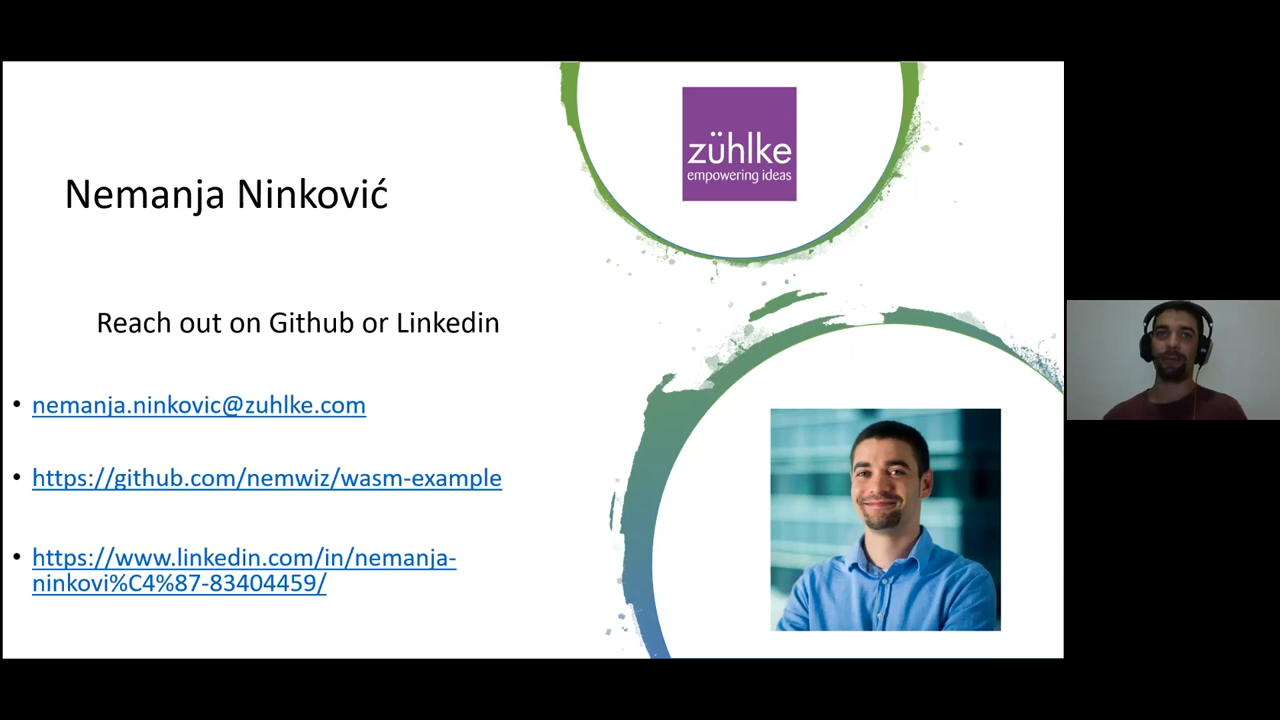 zühlke
empowering ideas
Nemanja Ninković
Reach out on Github or Linkedin
• nemanja.ninkovic@zuhlke.com
• https://github.com/nemwiz/wasm-example
• https://www.linkedin.com/in/nemanja-
ninkovi%C4%87-83404459/